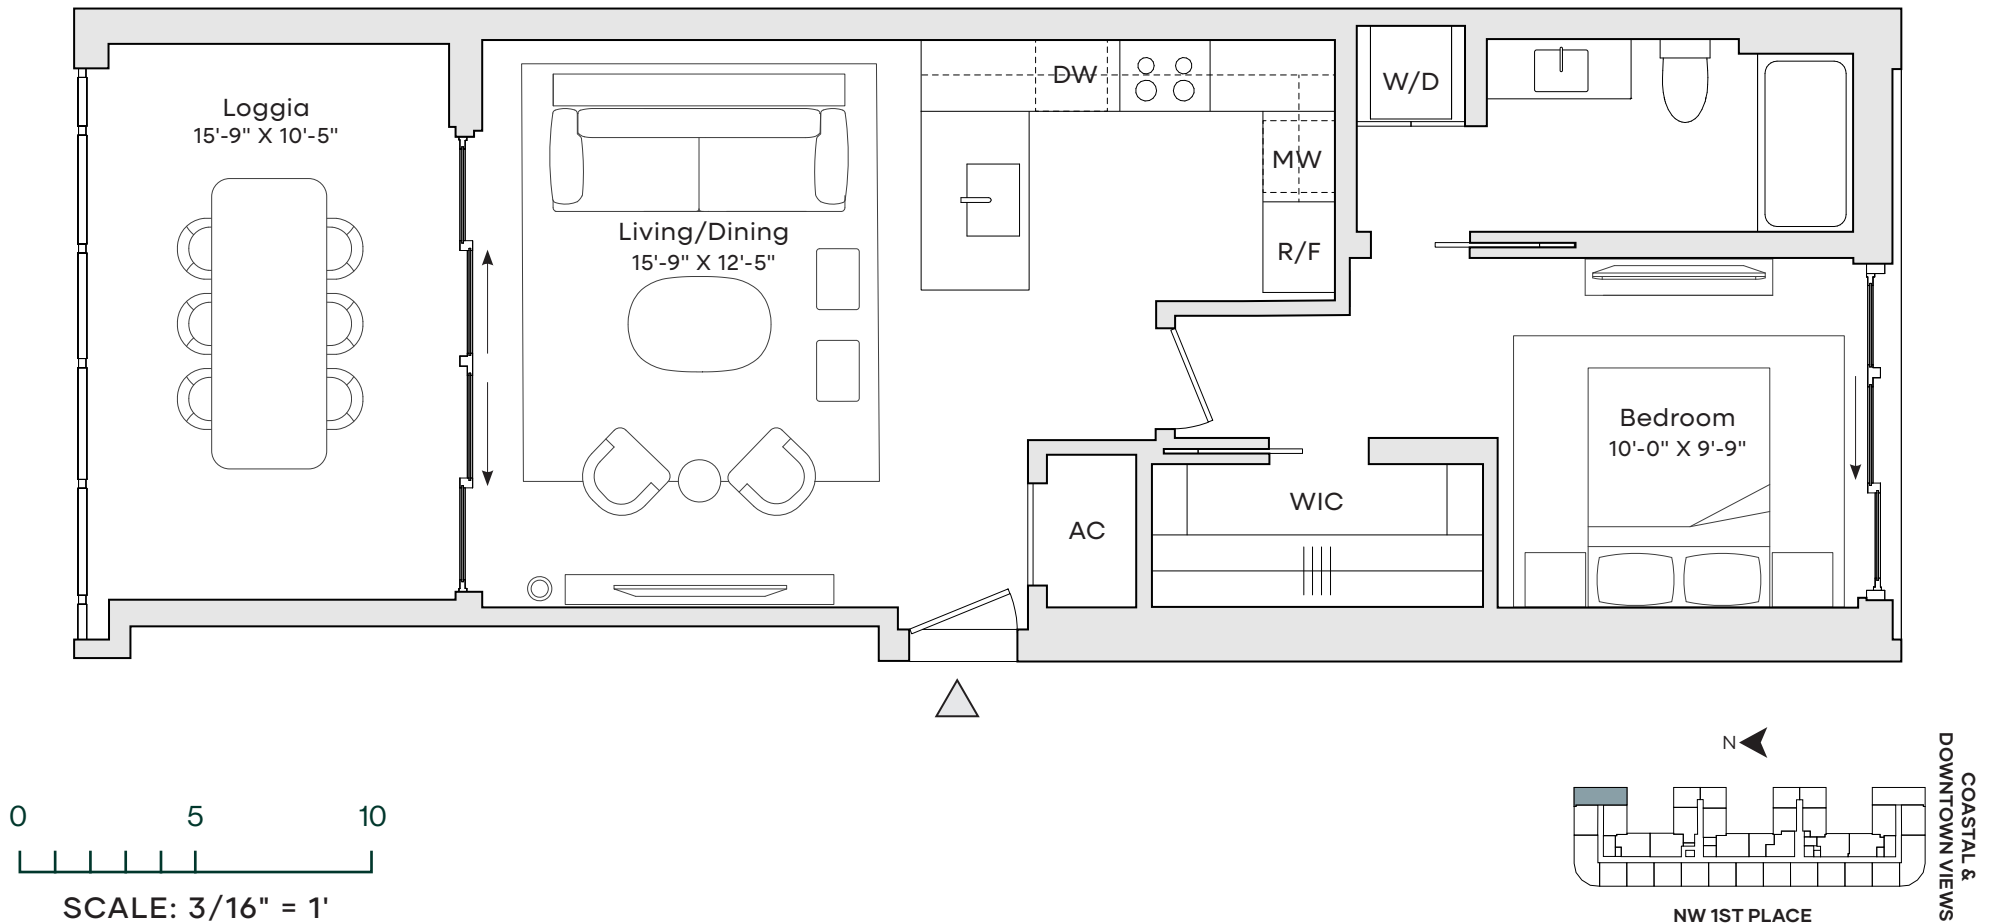 Loggia
15'-9" X 10'-5"
Living/Dining
15'-9" X 12'-5"
DW
MW
R/F
W/D
AC
WIC
Bedroom
10'-0" X 9'-9"
0 5 10
SCALE: 3/16" = 1'
N
COASTAL &
DOWNTOWN VIEWS
NW 1ST PLACE